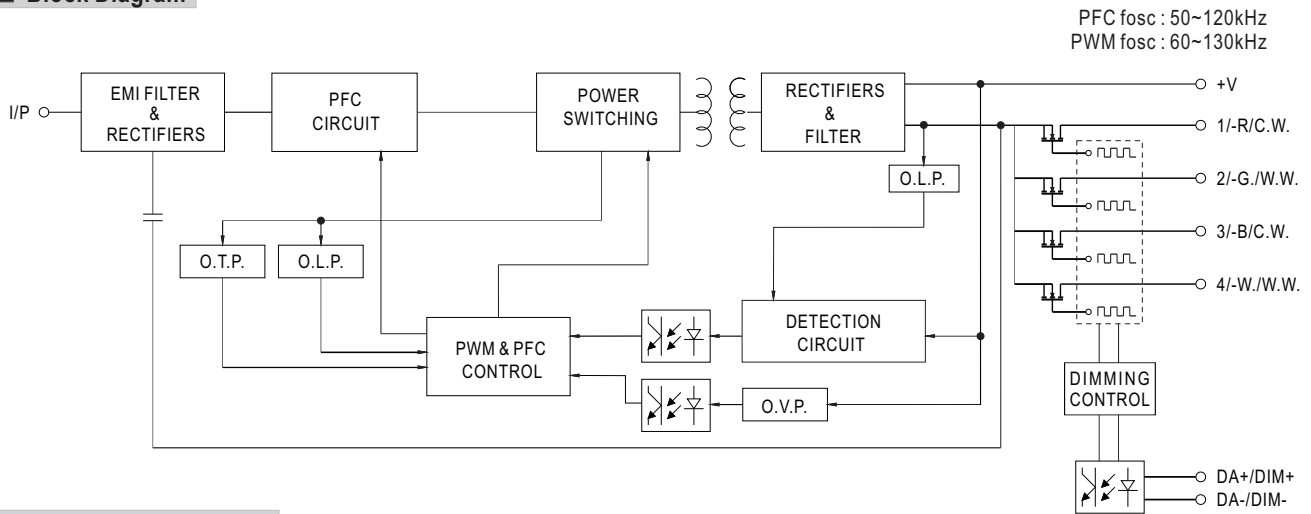 Block Diagram
PFC fosc : 50~120kHz
PWM fosc : 60~130kHz
I/P
EMI FILTER
&
RECTIFIERS
PFC
CIRCUIT
POWER
SWITCHING
RECTIFIERS
&
FILTER
+V
1/-R/C.W.
2/-G./W.W.
3/-B/C.W.
4/-W./W.W.
O.L.P.
O.T.P.
O.L.P.
PWM & PFC
CONTROL
DETECTION
CIRCUIT
O.V.P.
DIMMING
CONTROL
DA+/DIM+
DA-/DIM-